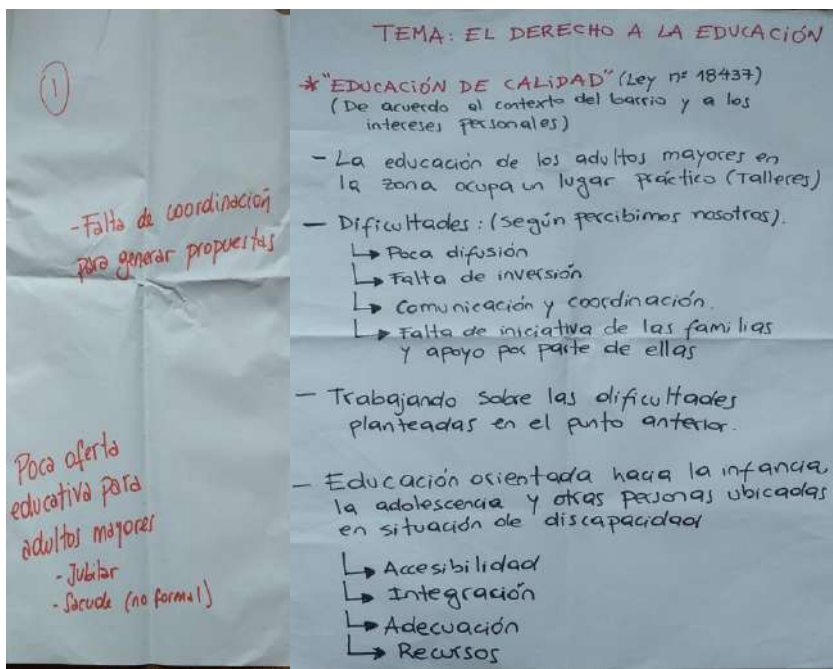 1
- Falta de coordinación
para generar propuestas
Poca oferta
educativa para
adultos mayores
- Jubilar
- Sacude (no formal)
TEMA: EL DERECHO A LA EDUCACIÓN
* "EDUCACIÓN DE CALIDAD" (Ley nº 18437)
(De acuerdo al contexto del barrio y a los
intereses personales)
- La educación de los adultos mayores en
la zona ocupa un lugar práctico (Talleres)
- Dificultades: (según percibimos nosotros).
↳ Poca difusión
↳ Falta de inversión
↳ Comunicación y coordinación.
↳ Falta de iniciativa de las familias
y apoyo por parte de ellas
- Trabajando sobre las dificultades
planteadas en el punto anterior.
- Educación orientada hacia la infancia,
la adolescencia y otras personas ubicadas
en situación de discapacidad
↳ Accesibilidad
↳ Integración
↳ Adecuación
↳ Recursos